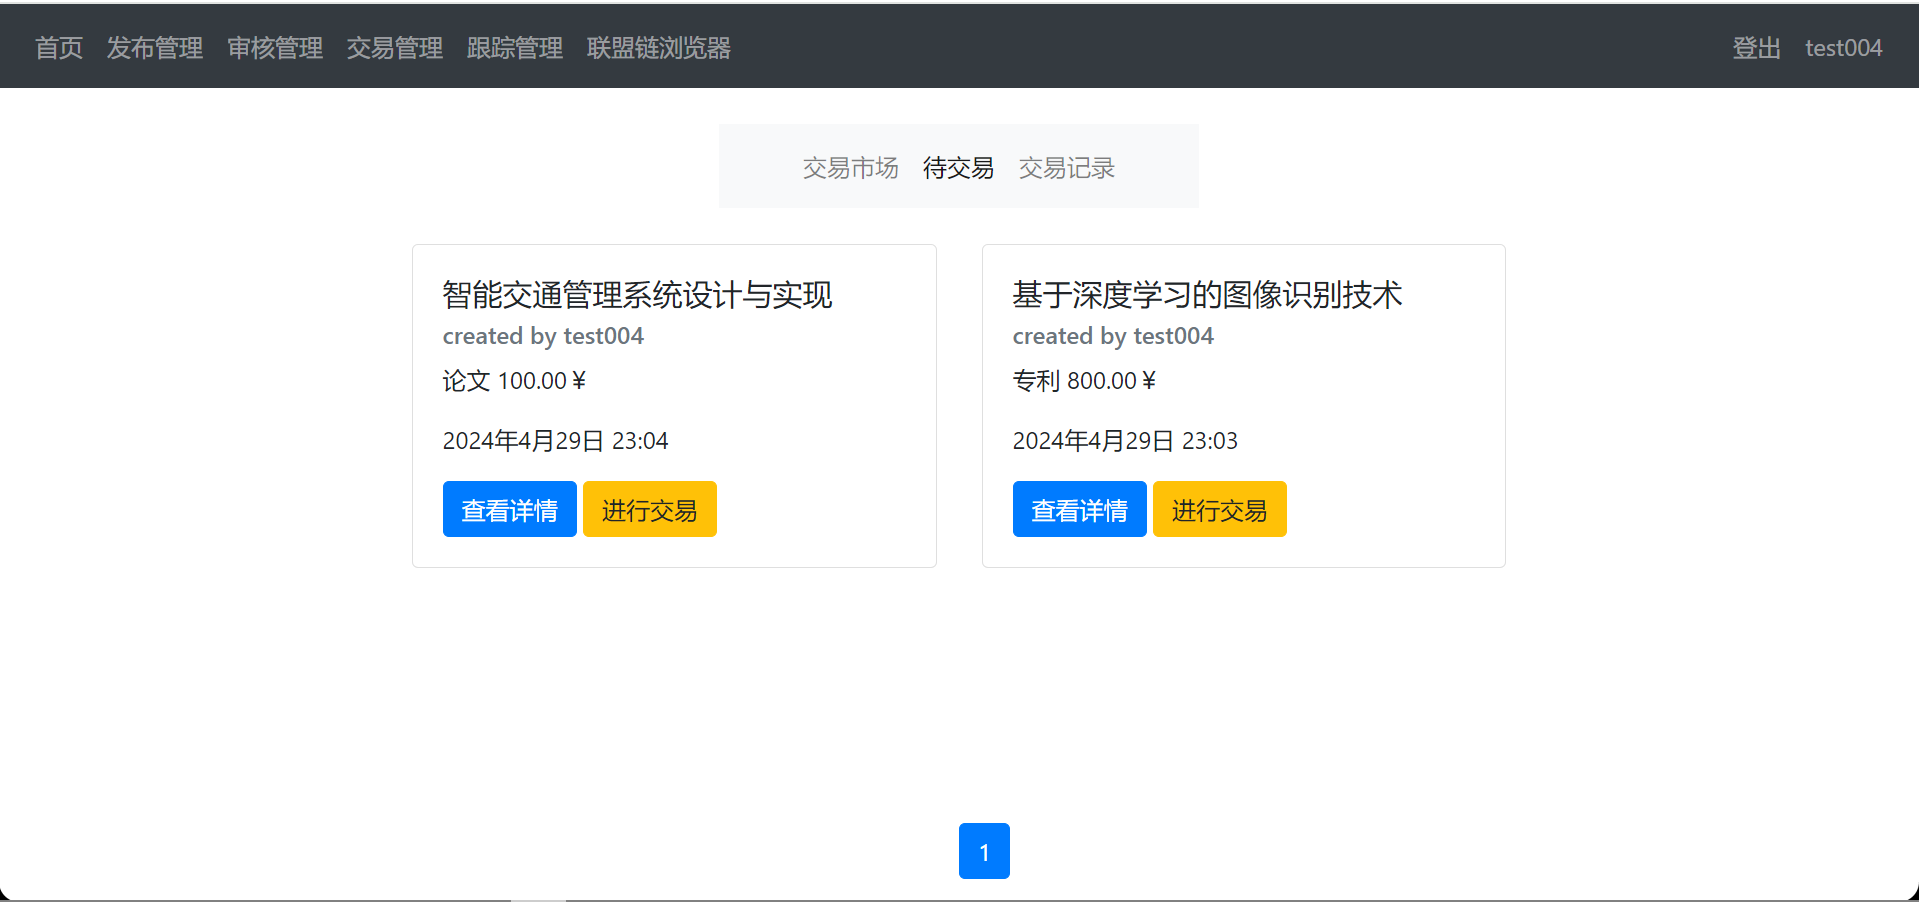 首页 发布管理 审核管理 交易管理 跟踪管理 联盟链浏览器 登出 test004
交易市场 待交易 交易记录
智能交通管理系统设计与实现
created by test004
论文 100.00¥
2024年4月29日 23:04
查看详情 进行交易
基于深度学习的图像识别技术
created by test004
专利 800.00¥
2024年4月29日 23:03
查看详情 进行交易
1